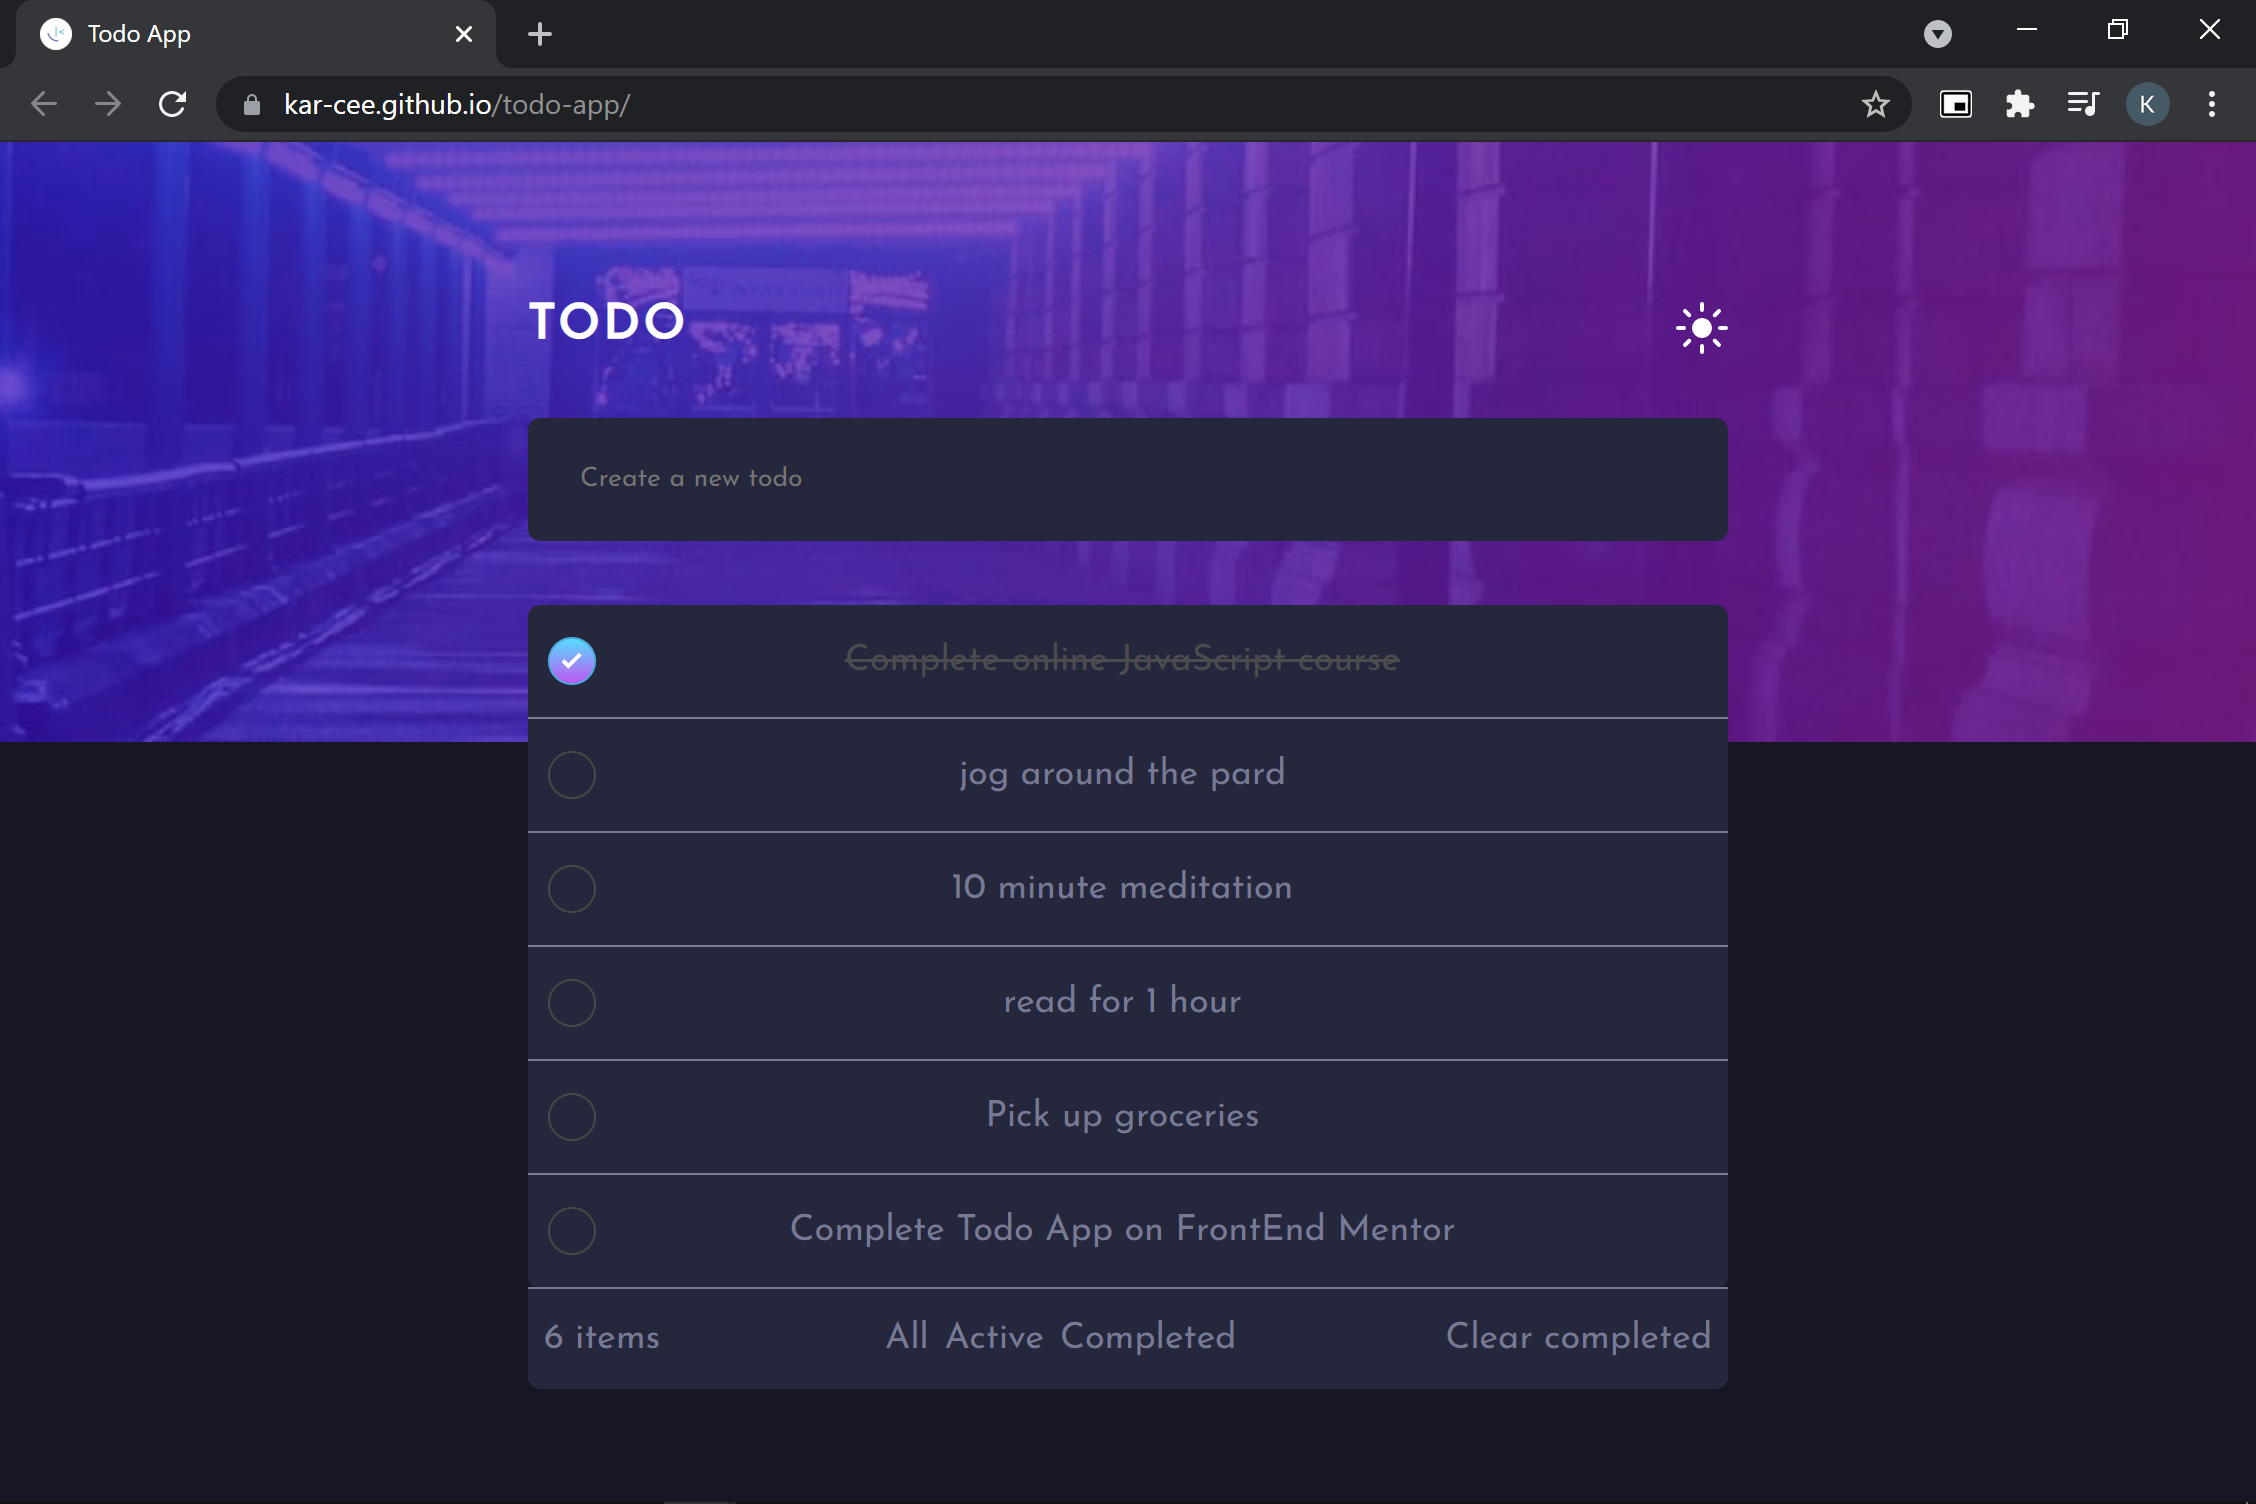 Todo App
kar-cee.github.io/todo-app/
K
TODO
Create a new todo
Complete online JavaScript course
jog around the pard
10 minute meditation
read for 1 hour
Pick up groceries
Complete Todo App on FrontEnd Mentor
6 items All Active Completed Clear completed